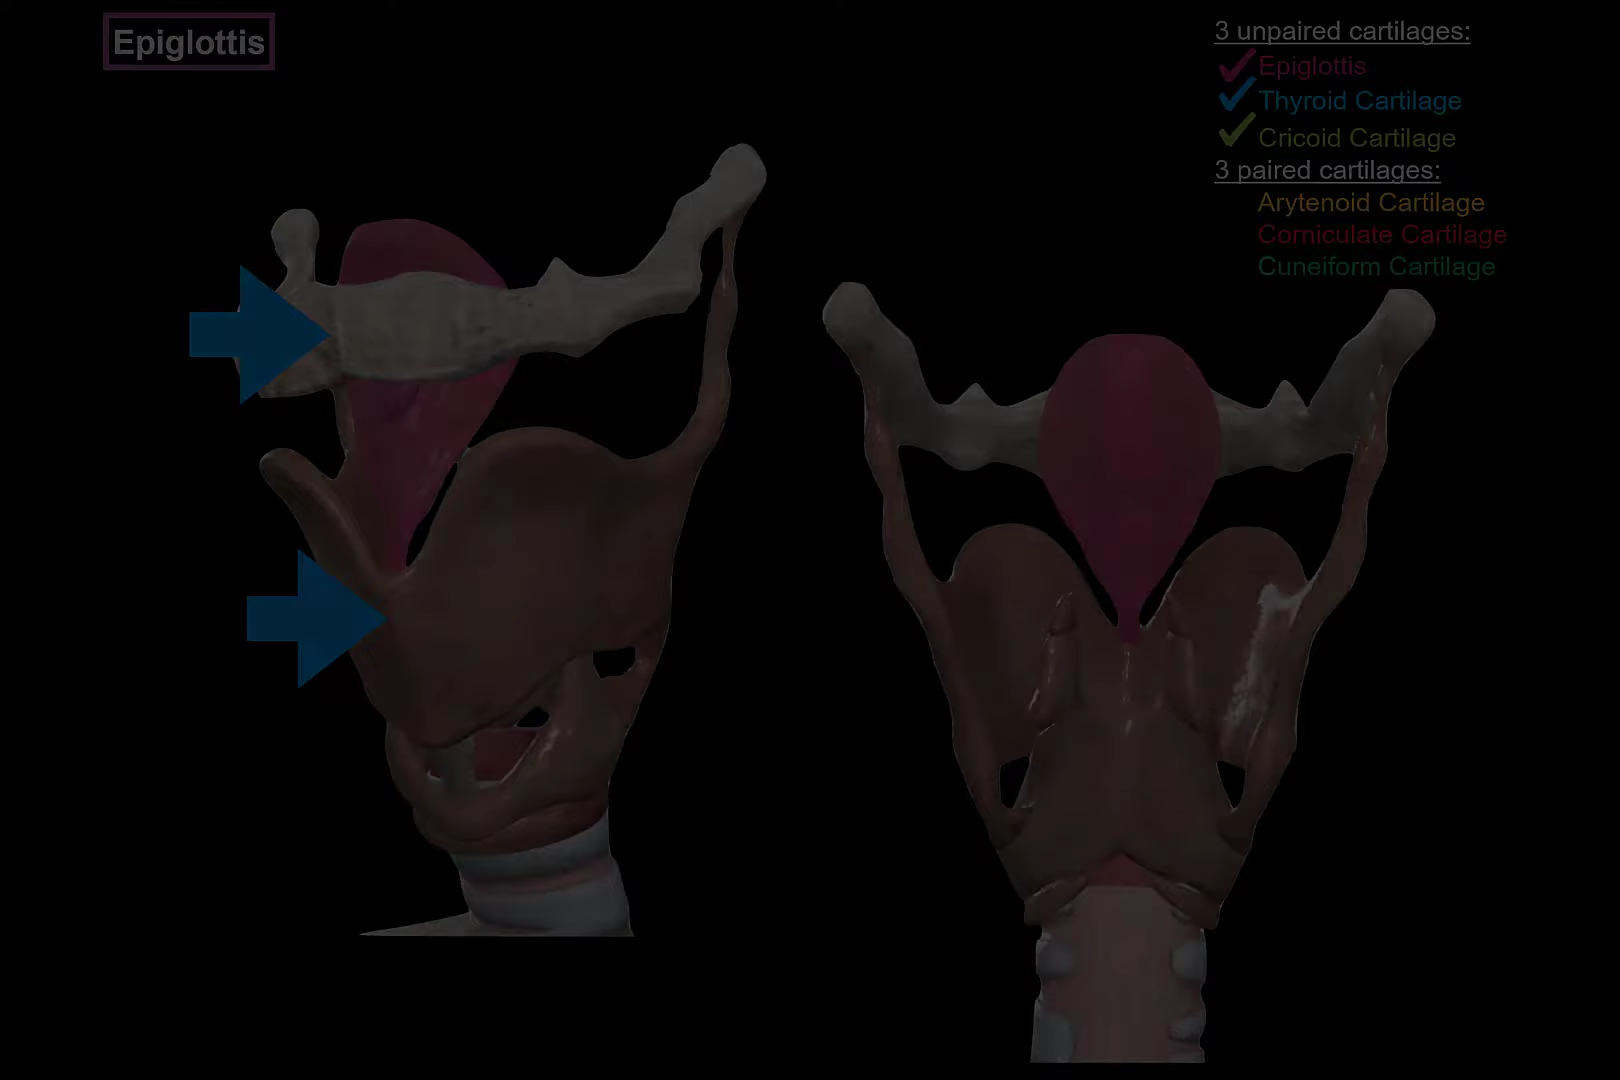 Epiglottis
3 unpaired cartilages:
Epiglottis
Thyroid Cartilage
Cricoid Cartilage
3 paired cartilages:
Arytenoid Cartilage
Corniculate Cartilage
Cuneiform Cartilage